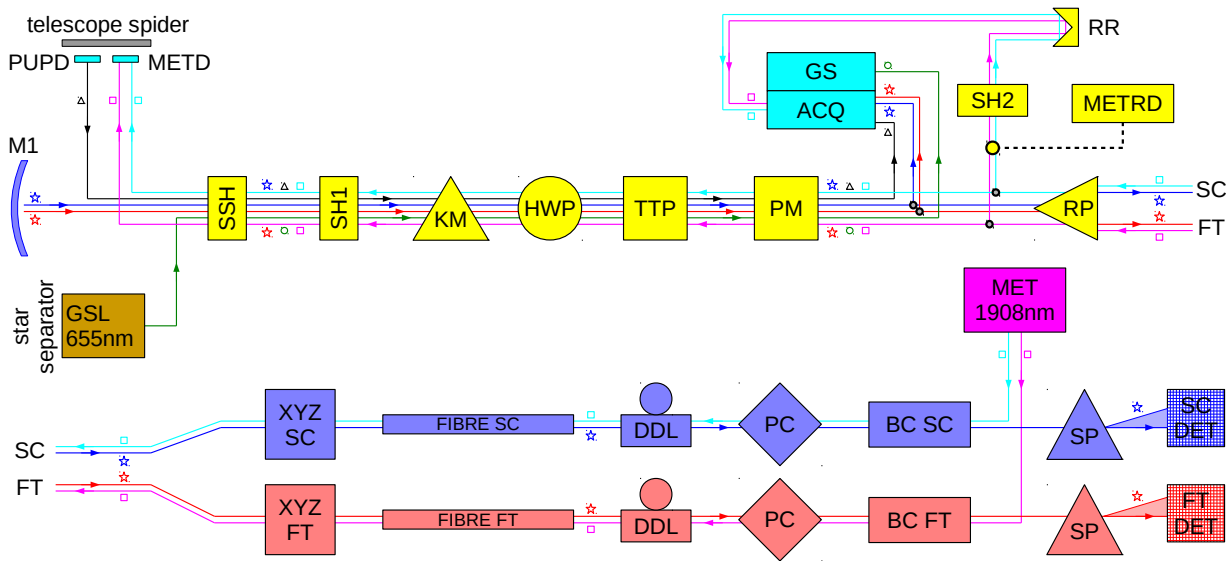 telescope spider
PUPD
METD
GS
ACQ
RR
SH2
METRD
M1
SSH
SH1
KM
HWP
TTP
PM
RP
SC
FT
star
separator
GSL
655nm
MET
1908nm
SC
FT
XYZ
SC
FIBRE SC
DDL
PC
BC SC
SP
SC
DET
XYZ
FT
FIBRE FT
DDL
PC
BC FT
SP
FT
DET